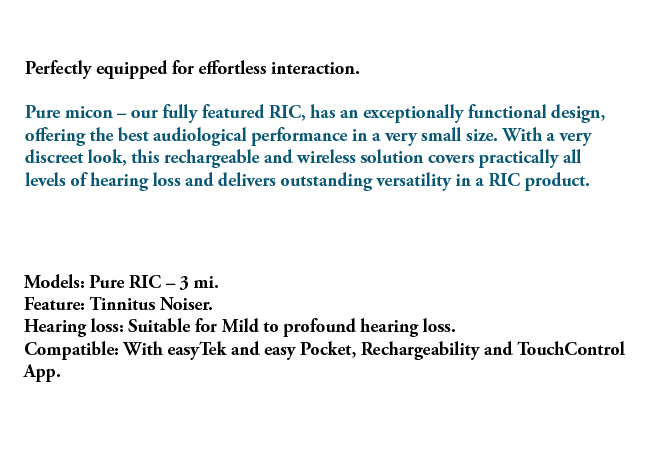 Perfectly equipped for effortless interaction.
Pure micon – our fully featured RIC, has an exceptionally functional design,
offering the best audiological performance in a very small size. With a very
discreet look, this rechargeable and wireless solution covers practically all
levels of hearing loss and delivers outstanding versatility in a RIC product.
Models: Pure RIC – 3 mi.
Feature: Tinnitus Noiser.
Hearing loss: Suitable for Mild to profound hearing loss.
Compatible: With easyTek and easy Pocket, Rechargeability and TouchControl
App.